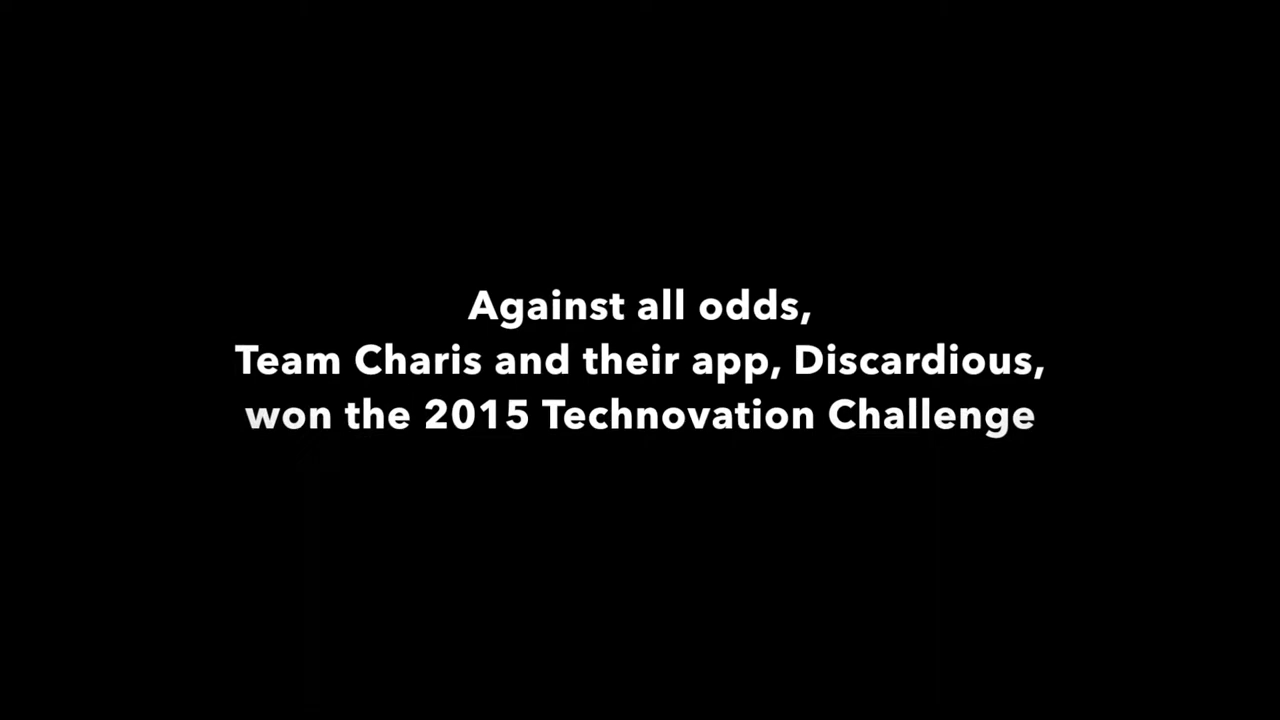 Against all odds,
Team Charis and their app, Discardious,
won the 2015 Technovation Challenge